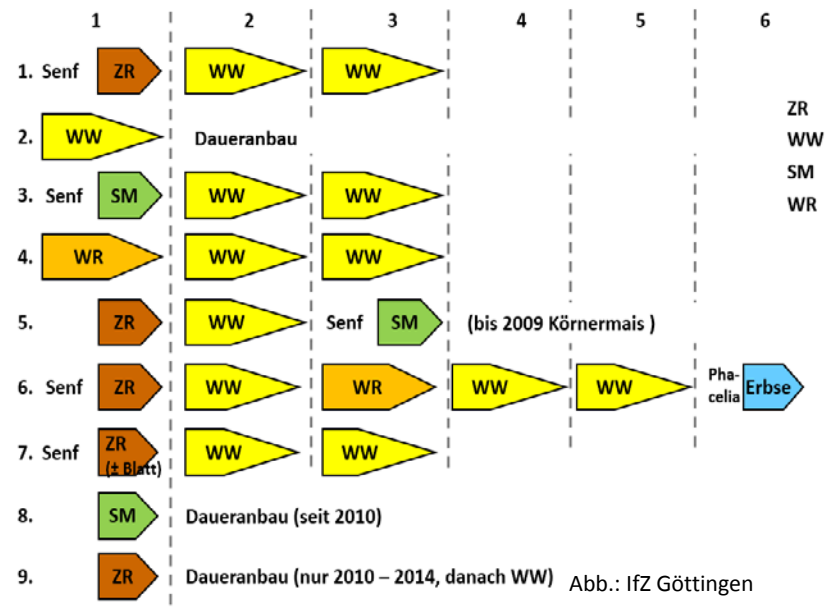 1 2 3 4 5 6
1. Senf ZR WW WW
2. WW Daueranbau
ZR
WW
3. Senf SM WW WW
SM
WR
4. WR WW WW
5. ZR WW Senf SM (bis 2009 Körnermais )
6. Senf ZR WW WR WW WW Pha-
celia Erbse
7. Senf ZR WW WW
(± Blatt)
8. SM Daueranbau (seit 2010)
9. ZR Daueranbau (nur 2010 – 2014, danach WW) Abb.: IfZ Göttingen